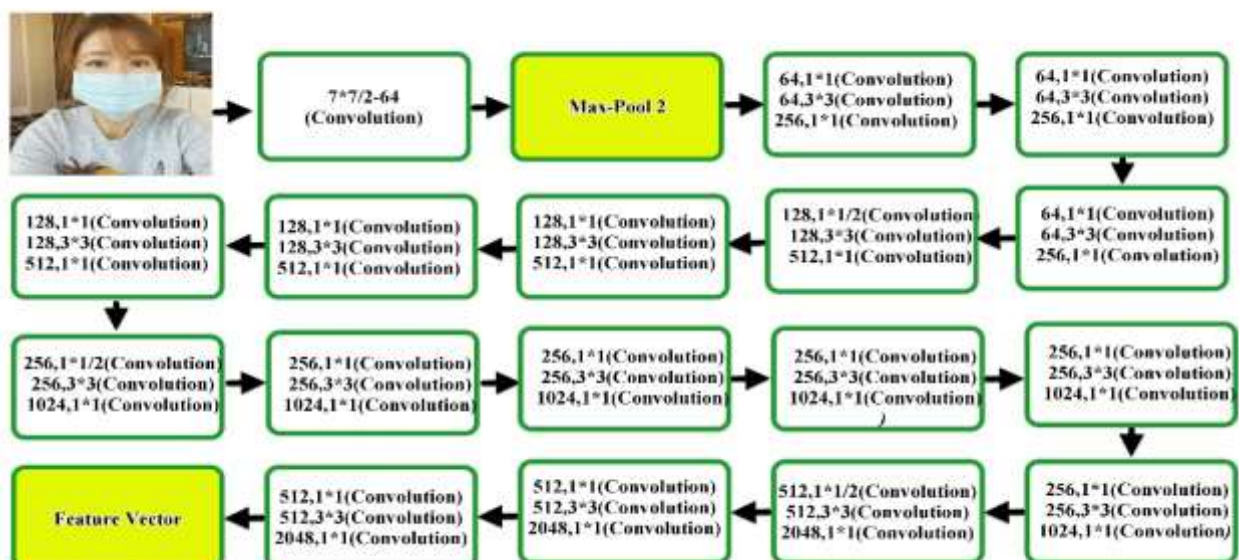 7*7/2-64
(Convolution)
Max-Pool 2
64,1*1(Convolution)
64,3*3(Convolution)
256,1*1(Convolution)
64,1*1(Convolution)
64,3*3(Convolution)
256,1*1(Convolution)
64,1*1(Convolution)
64,3*3(Convolution)
256,1*1(Convolution)
128,1*1/2(Convolution
128,3*3(Convolution)
512,1*1(Convolution)
128,1*1(Convolution)
128,3*3(Convolution)
512,1*1(Convolution)
128,1*1(Convolution)
128,3*3(Convolution)
512,1*1(Convolution)
128,1*1(Convolution)
128,3*3(Convolution)
512,1*1(Convolution)
256,1*1/2(Convolution)
256,3*3(Convolution)
1024,1*1(Convolution)
256,1*1(Convolution)
256,3*3(Convolution)
1024,1*1(Convolution)
256,1*1(Convolution)
256,3*3(Convolution)
1024,1*1(Convolution)
256,1*1(Convolution)
256,3*3(Convolution)
1024,1*1(Convolution
)
256,1*1(Convolution)
256,3*3(Convolution)
1024,1*1(Convolution)
256,1*1(Convolution)
256,3*3(Convolution)
1024,1*1(Convolution)
512,1*1/2(Convolution)
512,3*3(Convolution)
2048,1*1(Convolution)
512,1*1(Convolution)
512,3*3(Convolution)
2048,1*1(Convolution)
512,1*1(Convolution)
512,3*3(Convolution)
2048,1*1(Convolution)
Feature Vector